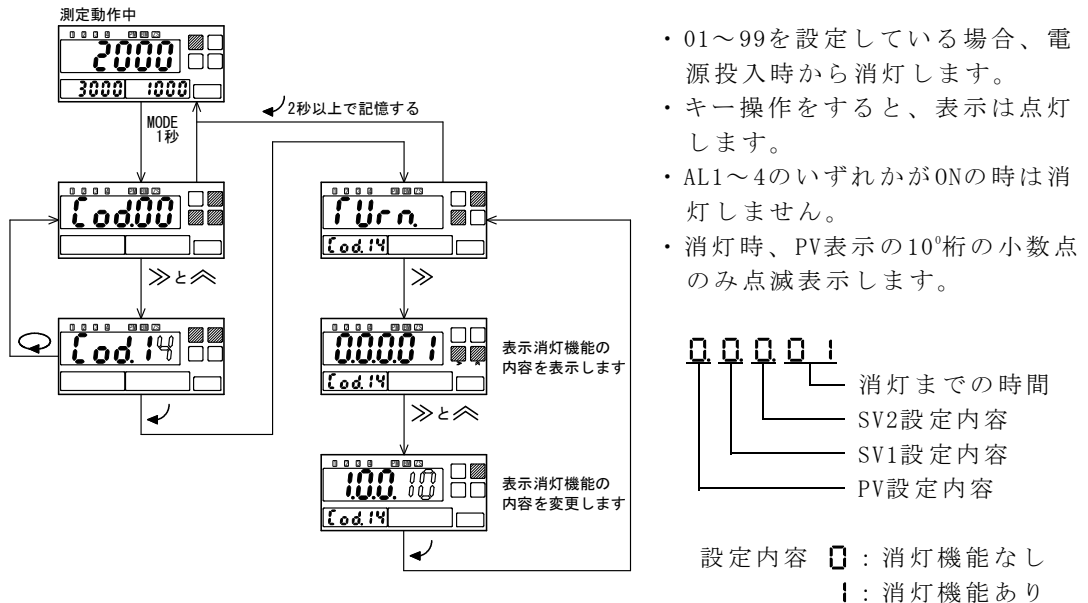 測定動作中
2000
3000 1000
MODE
1秒
2秒以上で記憶する
Cod.00
≫と︽
Cod.14
TUrn.
Cod.14
≫
0.0.0.01
Cod.14
表示消灯機能の
内容を表示します
≫と︽
1.0.0.10
Cod.14
表示消灯機能の
内容を変更します
・01～99を設定している場合、電
源投入時から消灯します。
・キー操作をすると、表示は点灯
します。
・AL1～4のいずれかがONの時は消
灯しません。
・消灯時、PV表示の10⁰桁の小数点
のみ点滅表示します。
0.0.0.01
消灯までの時間
SV2設定内容
SV1設定内容
PV設定内容
設定内容 0：消灯機能なし
1：消灯機能あり